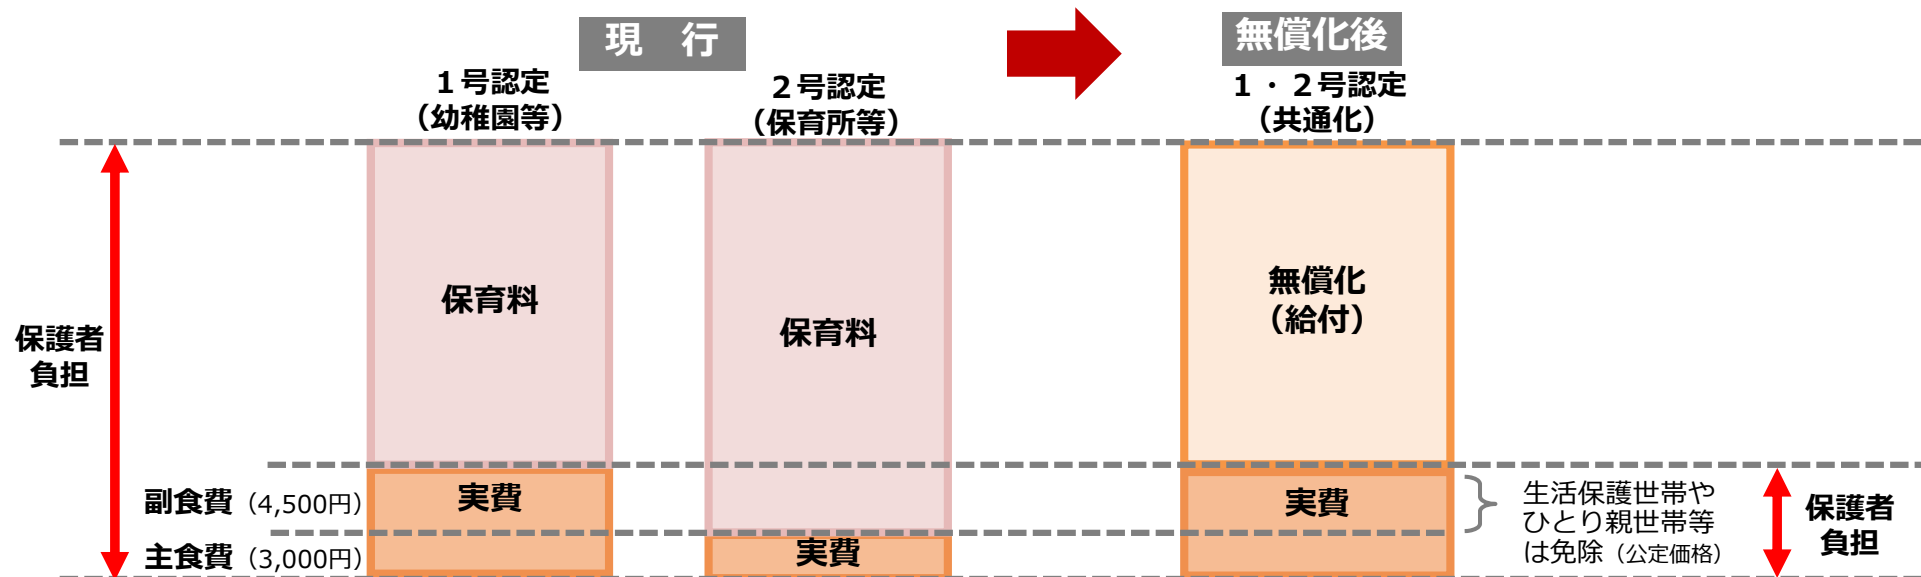 現　行
無償化後
１号認定
（幼稚園等）
２号認定
（保育所等）
１・２号認定
（共通化）
保育料
保育料
無償化
（給付）
保護者
負担
副食費（4,500円）
実費
実費
生活保護世帯や
ひとり親世帯等
は免除（公定価格）
保護者
負担
主食費（3,000円）
実費